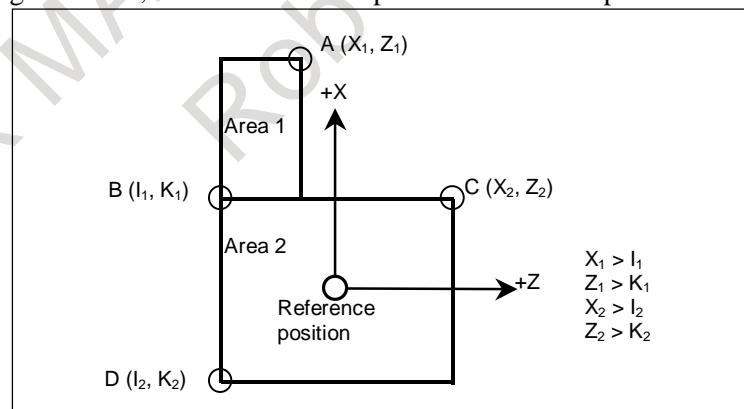 A (X₁, Z₁)
+X
Area 1
B (I₁, K₁)
C (X₂, Z₂)
Area 2
X₁ > I₁
+Z
Z₁ > K₁
Reference
X₂ > I₂
position
Z₂ > K₂
D (I₂, K₂)
Rob